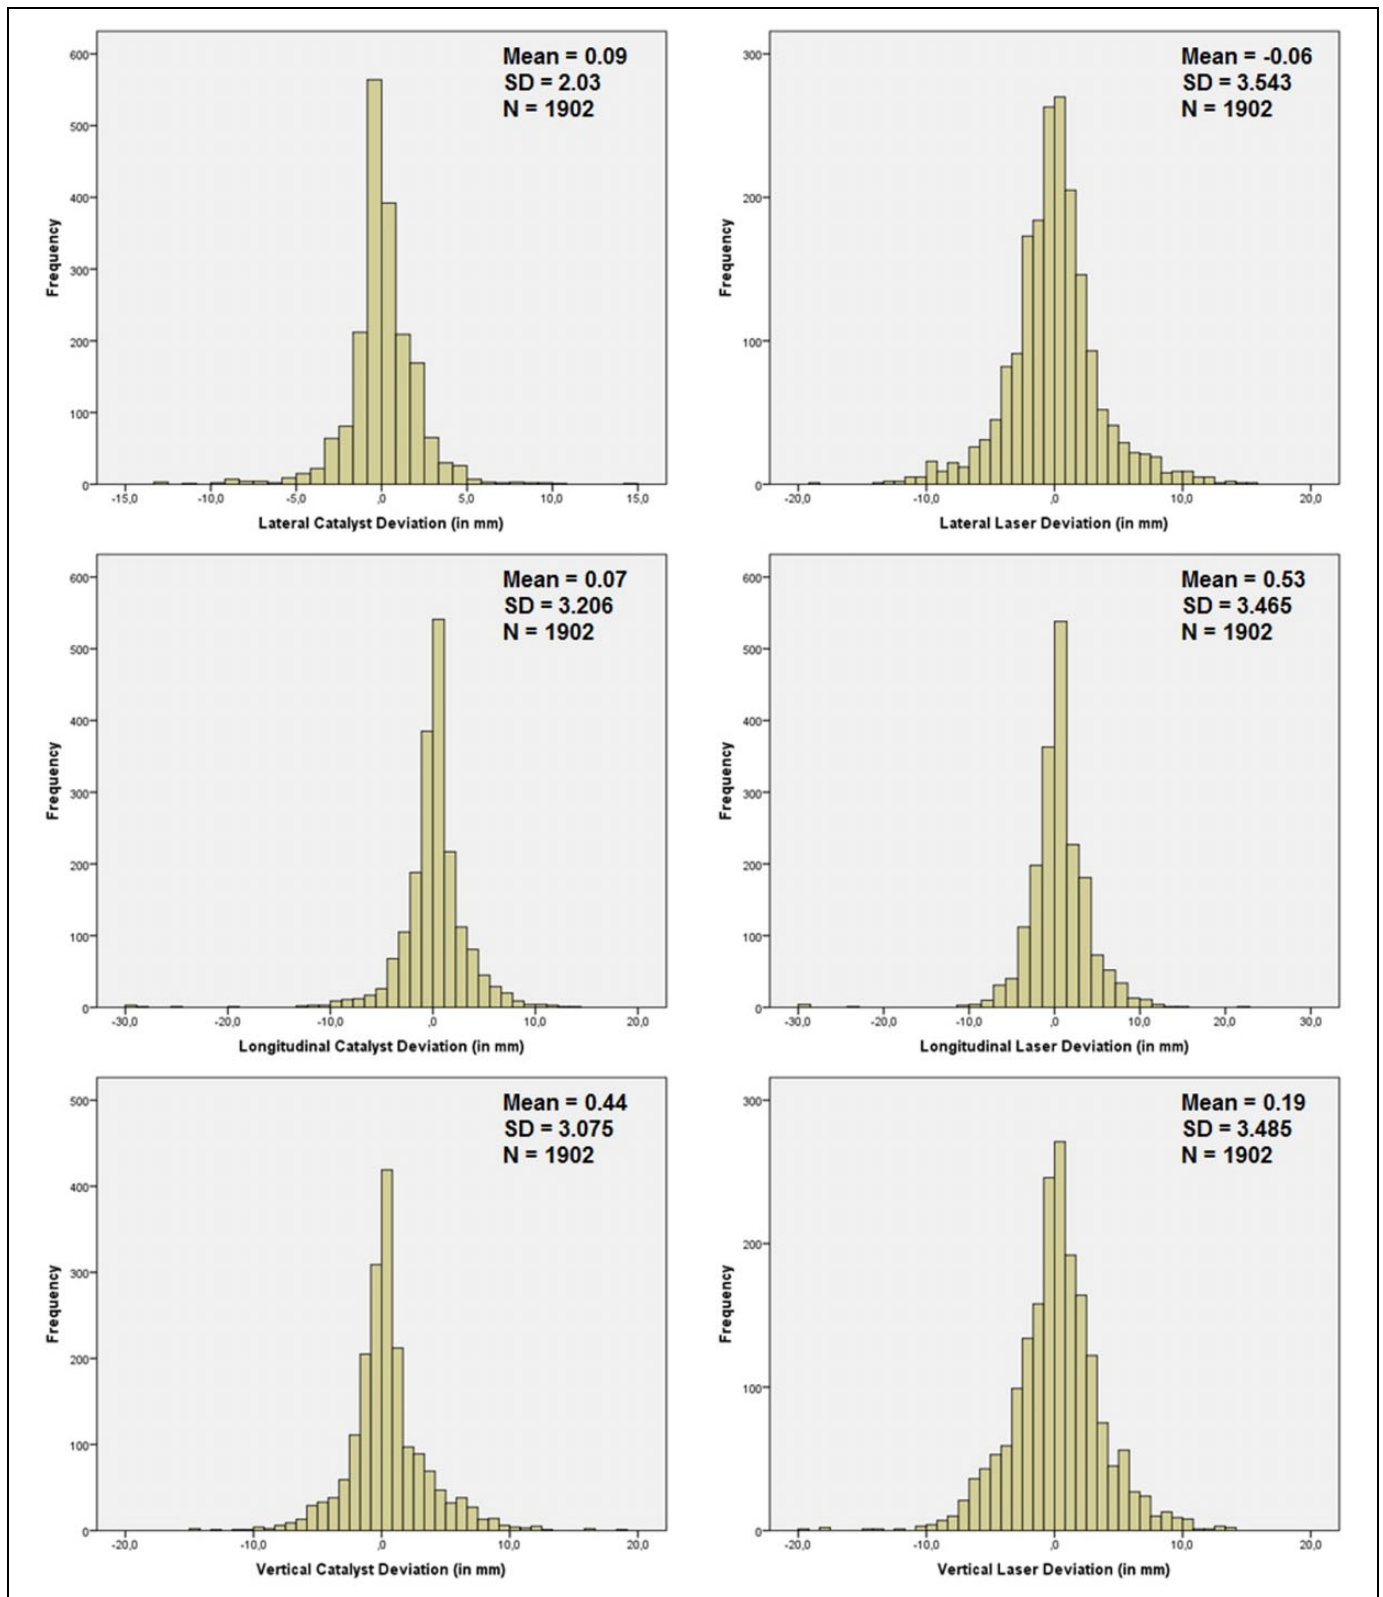 Mean = 0.09
SD = 2.03
N = 1902
600
500
400
300
200
100
0
Frequency
-15,0
-10,0
-5,0
,0
5,0
10,0
15,0
Lateral Catalyst Deviation (in mm)
Mean = -0.06
SD = 3.543
N = 1902
300
200
100
0
Frequency
-20,0
-10,0
,0
10,0
20,0
Lateral Laser Deviation (in mm)
Mean = 0.07
SD = 3.206
N = 1902
600
500
400
300
200
100
0
Frequency
-30,0
-20,0
-10,0
,0
10,0
20,0
Longitudinal Catalyst Deviation (in mm)
Mean = 0.53
SD = 3.465
N = 1902
600
500
400
300
200
100
0
Frequency
-30,0
-20,0
-10,0
,0
10,0
20,0
30,0
Longitudinal Laser Deviation (in mm)
Mean = 0.44
SD = 3.075
N = 1902
500
400
300
200
100
0
Frequency
-20,0
-10,0
,0
10,0
20,0
Vertical Catalyst Deviation (in mm)
Mean = 0.19
SD = 3.485
N = 1902
300
200
100
0
Frequency
-20,0
-10,0
,0
10,0
20,0
Vertical Laser Deviation (in mm)